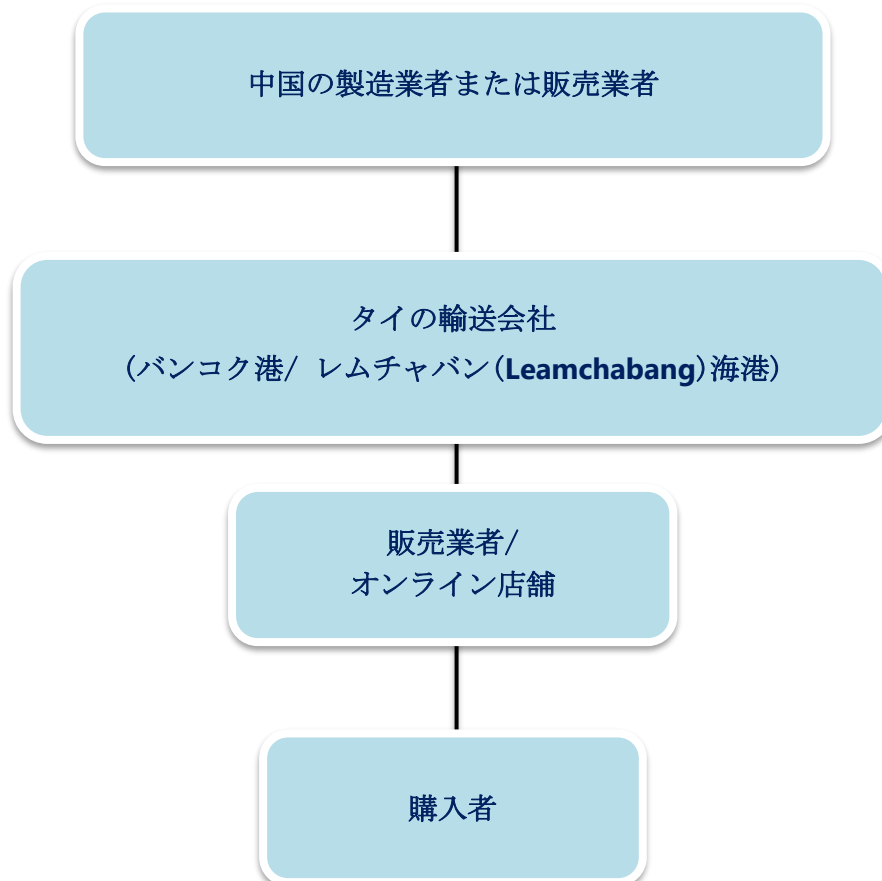 中国の製造業者または販売業者
タイの輸送会社
(バンコク港/ レムチャバン(Leamchabang)海港)
販売業者/
オンライン店舗
購入者